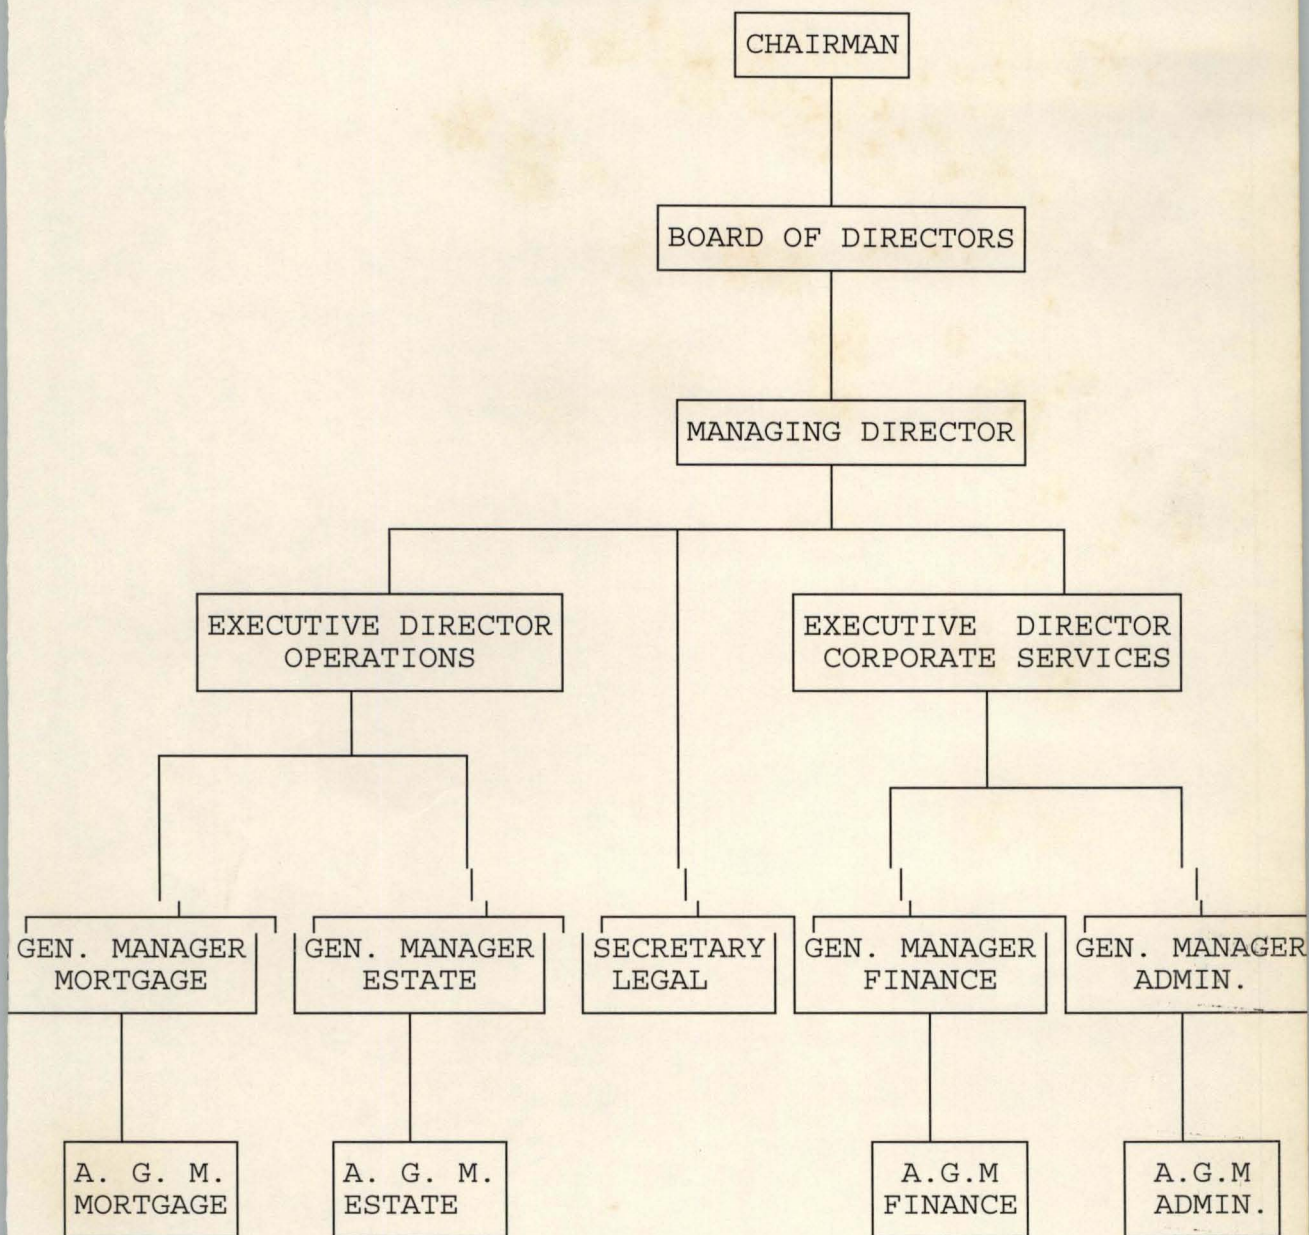 CHAIRMAN
BOARD OF DIRECTORS
MANAGING DIRECTOR
EXECUTIVE DIRECTOR
OPERATIONS
EXECUTIVE DIRECTOR
CORPORATE SERVICES
GEN. MANAGER
MORTGAGE
GEN. MANAGER
ESTATE
SECRETARY
LEGAL
GEN. MANAGER
FINANCE
GEN. MANAGER
ADMIN.
A. G. M.
MORTGAGE
A. G. M.
ESTATE
A.G.M
FINANCE
A.G.M
ADMIN.